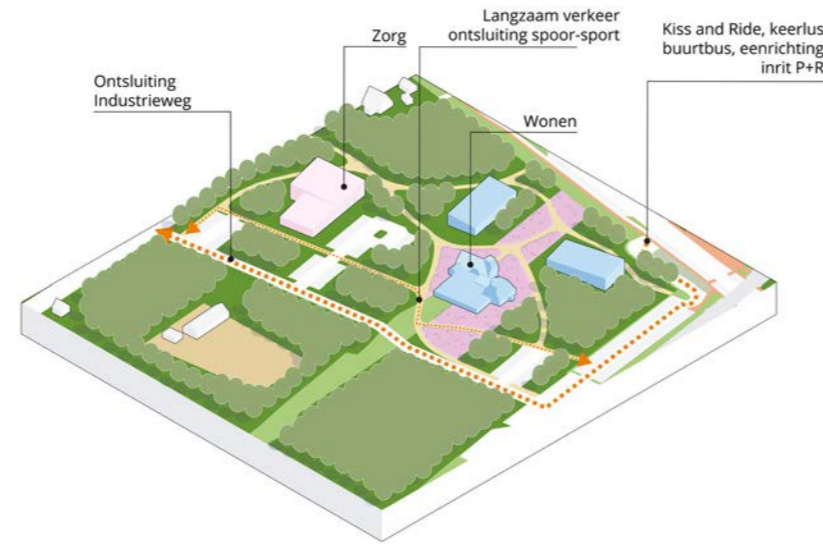 Langzaam verkeer
ontsluiting spoor-sport
Kiss and Ride, keerlus
buurtbus, eenrichting
inrit P+R
Zorg
Ontsluiting
Industrieweg
Wonen